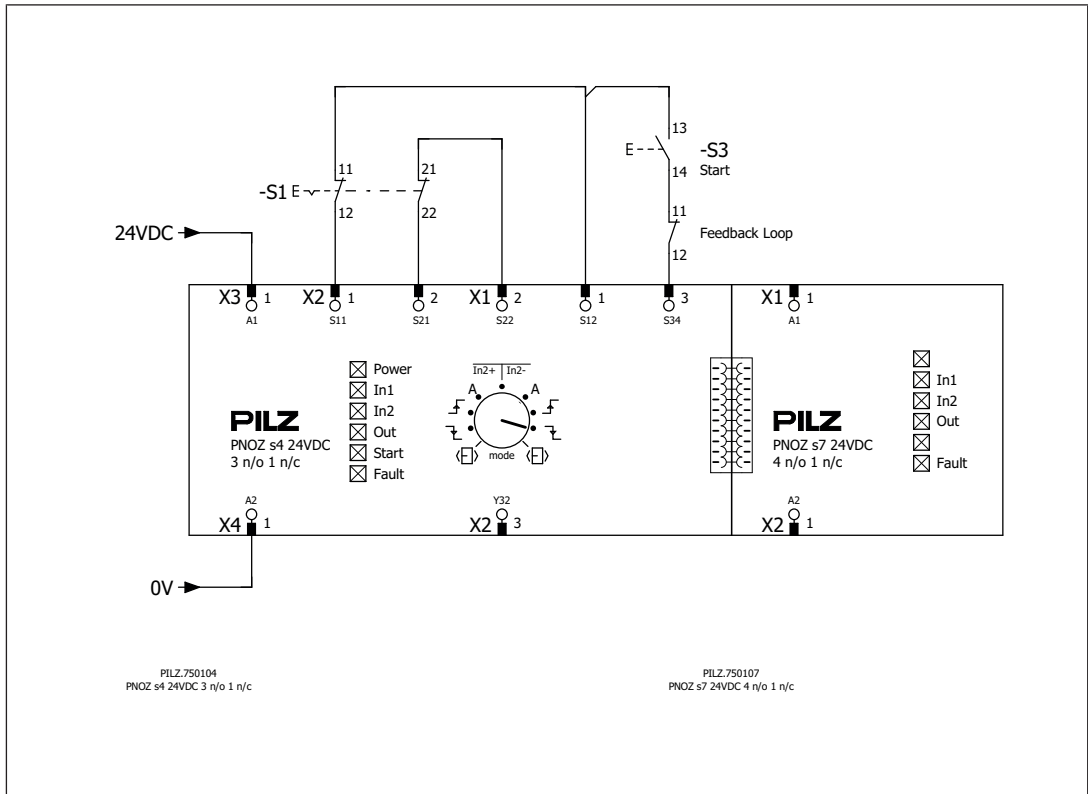 13
E -S3
14 Start
11 21
-S1 E
12 22
11
Feedback Loop
12
24VDC
X3 1 X2 1 2 X1 2 1 3 X1 1
A1 S11 S21 S22 S12 S34 A1
Power
In1
In2
Out
Start
Fault
In2+ In2-
A A
mode
PILZ
PNOZ s4 24VDC
3 n/o 1 n/c
PILZ
PNOZ s7 24VDC
4 n/o 1 n/c
In1
In2
Out
Fault
A2 Y32 A2
X4 1 X2 3 X2 1
0V
PILZ.750104
PNOZ s4 24VDC 3 n/o 1 n/c
PILZ.750107
PNOZ s7 24VDC 4 n/o 1 n/c